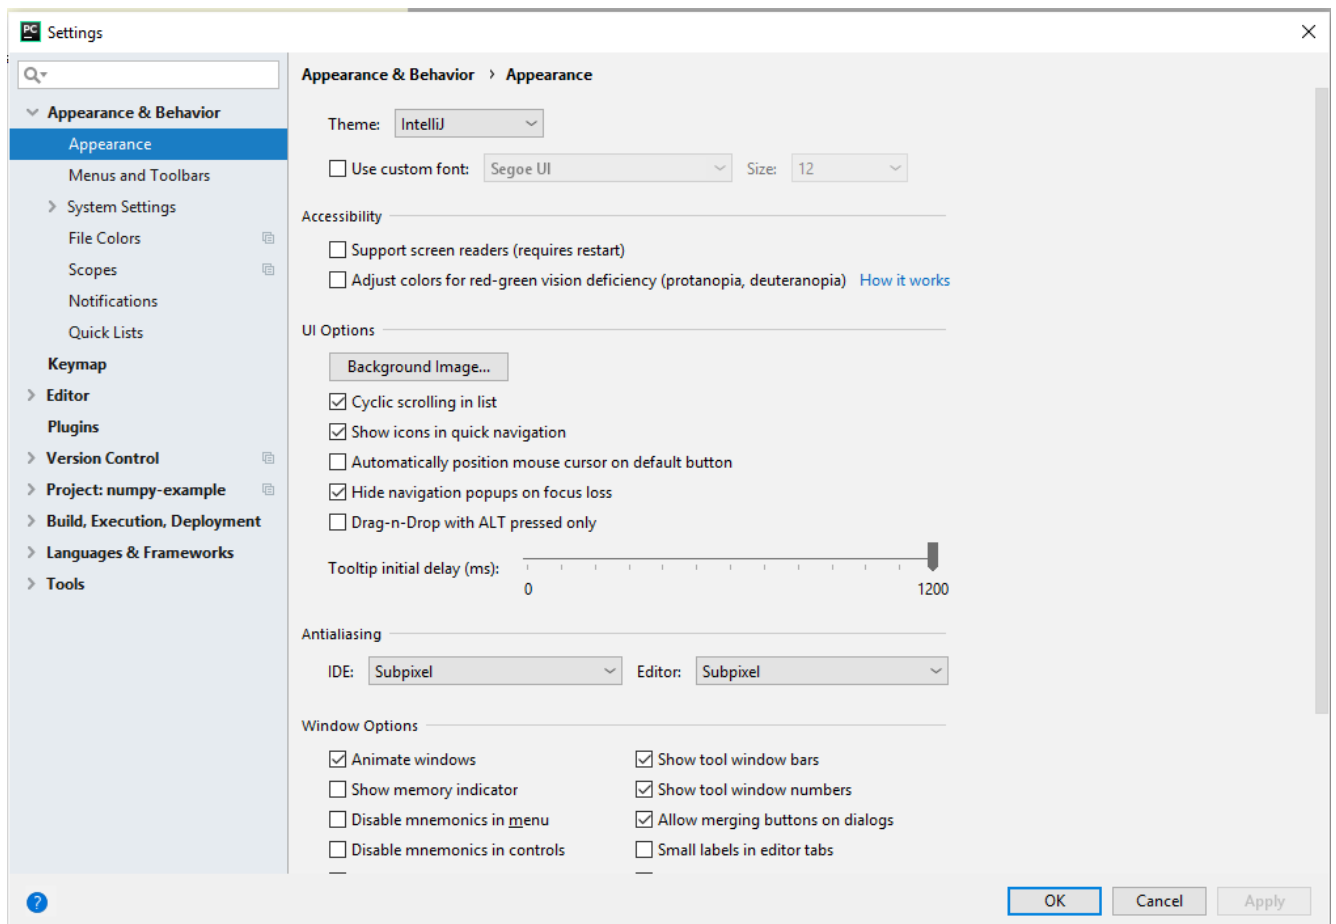 PC Settings
Appearance & Behavior › Appearance
Appearance & Behavior
Appearance
Menus and Toolbars
System Settings
File Colors
Scopes
Notifications
Quick Lists
Keymap
Editor
Plugins
Version Control
Project: numpy-example
Build, Execution, Deployment
Languages & Frameworks
Tools
Theme: IntelliJ
Use custom font: Segoe UI Size: 12
Accessibility
Support screen readers (requires restart)
Adjust colors for red-green vision deficiency (protanopia, deuteranopia) How it works
UI Options
Background Image...
Cyclic scrolling in list
Show icons in quick navigation
Automatically position mouse cursor on default button
Hide navigation popups on focus loss
Drag-n-Drop with ALT pressed only
Tooltip initial delay (ms):
0 1200
Antialiasing
IDE: Subpixel Editor: Subpixel
Window Options
Animate windows Show tool window bars
Show memory indicator Show tool window numbers
Disable mnemonics in menu Allow merging buttons on dialogs
Disable mnemonics in controls Small labels in editor tabs
? OK Cancel Apply